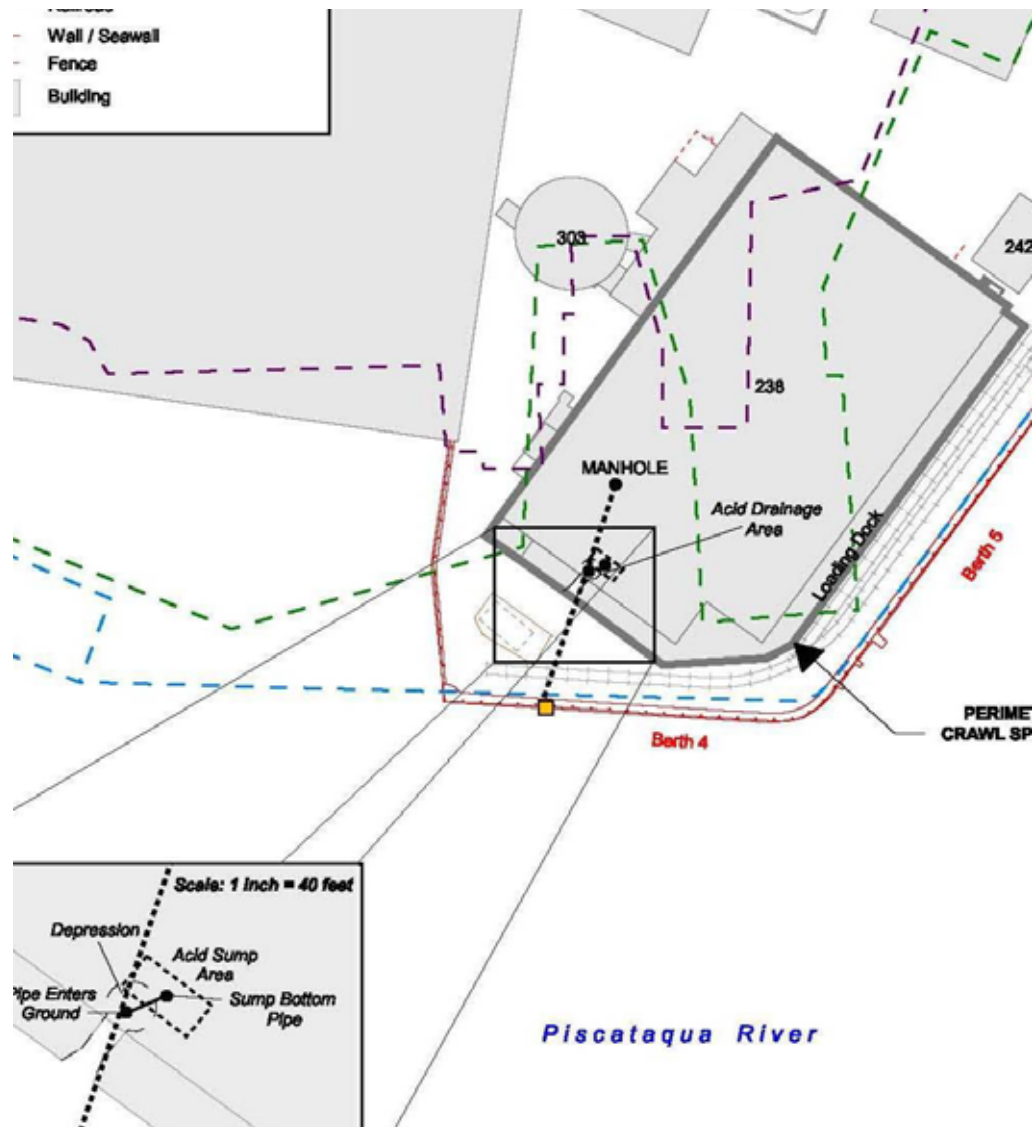 Railroad
Wall / Seawall
Fence
Building
303
242
238
MANHOLE
Acid Drainage
Area
Loading Dock
Berth 5
PERIMET
CRAWL SP
Berth 4
Scale: 1 inch = 40 feet
Depression
Acid Sump
Area
Pipe Enters
Ground
Sump Bottom
Pipe
Piscataqua River